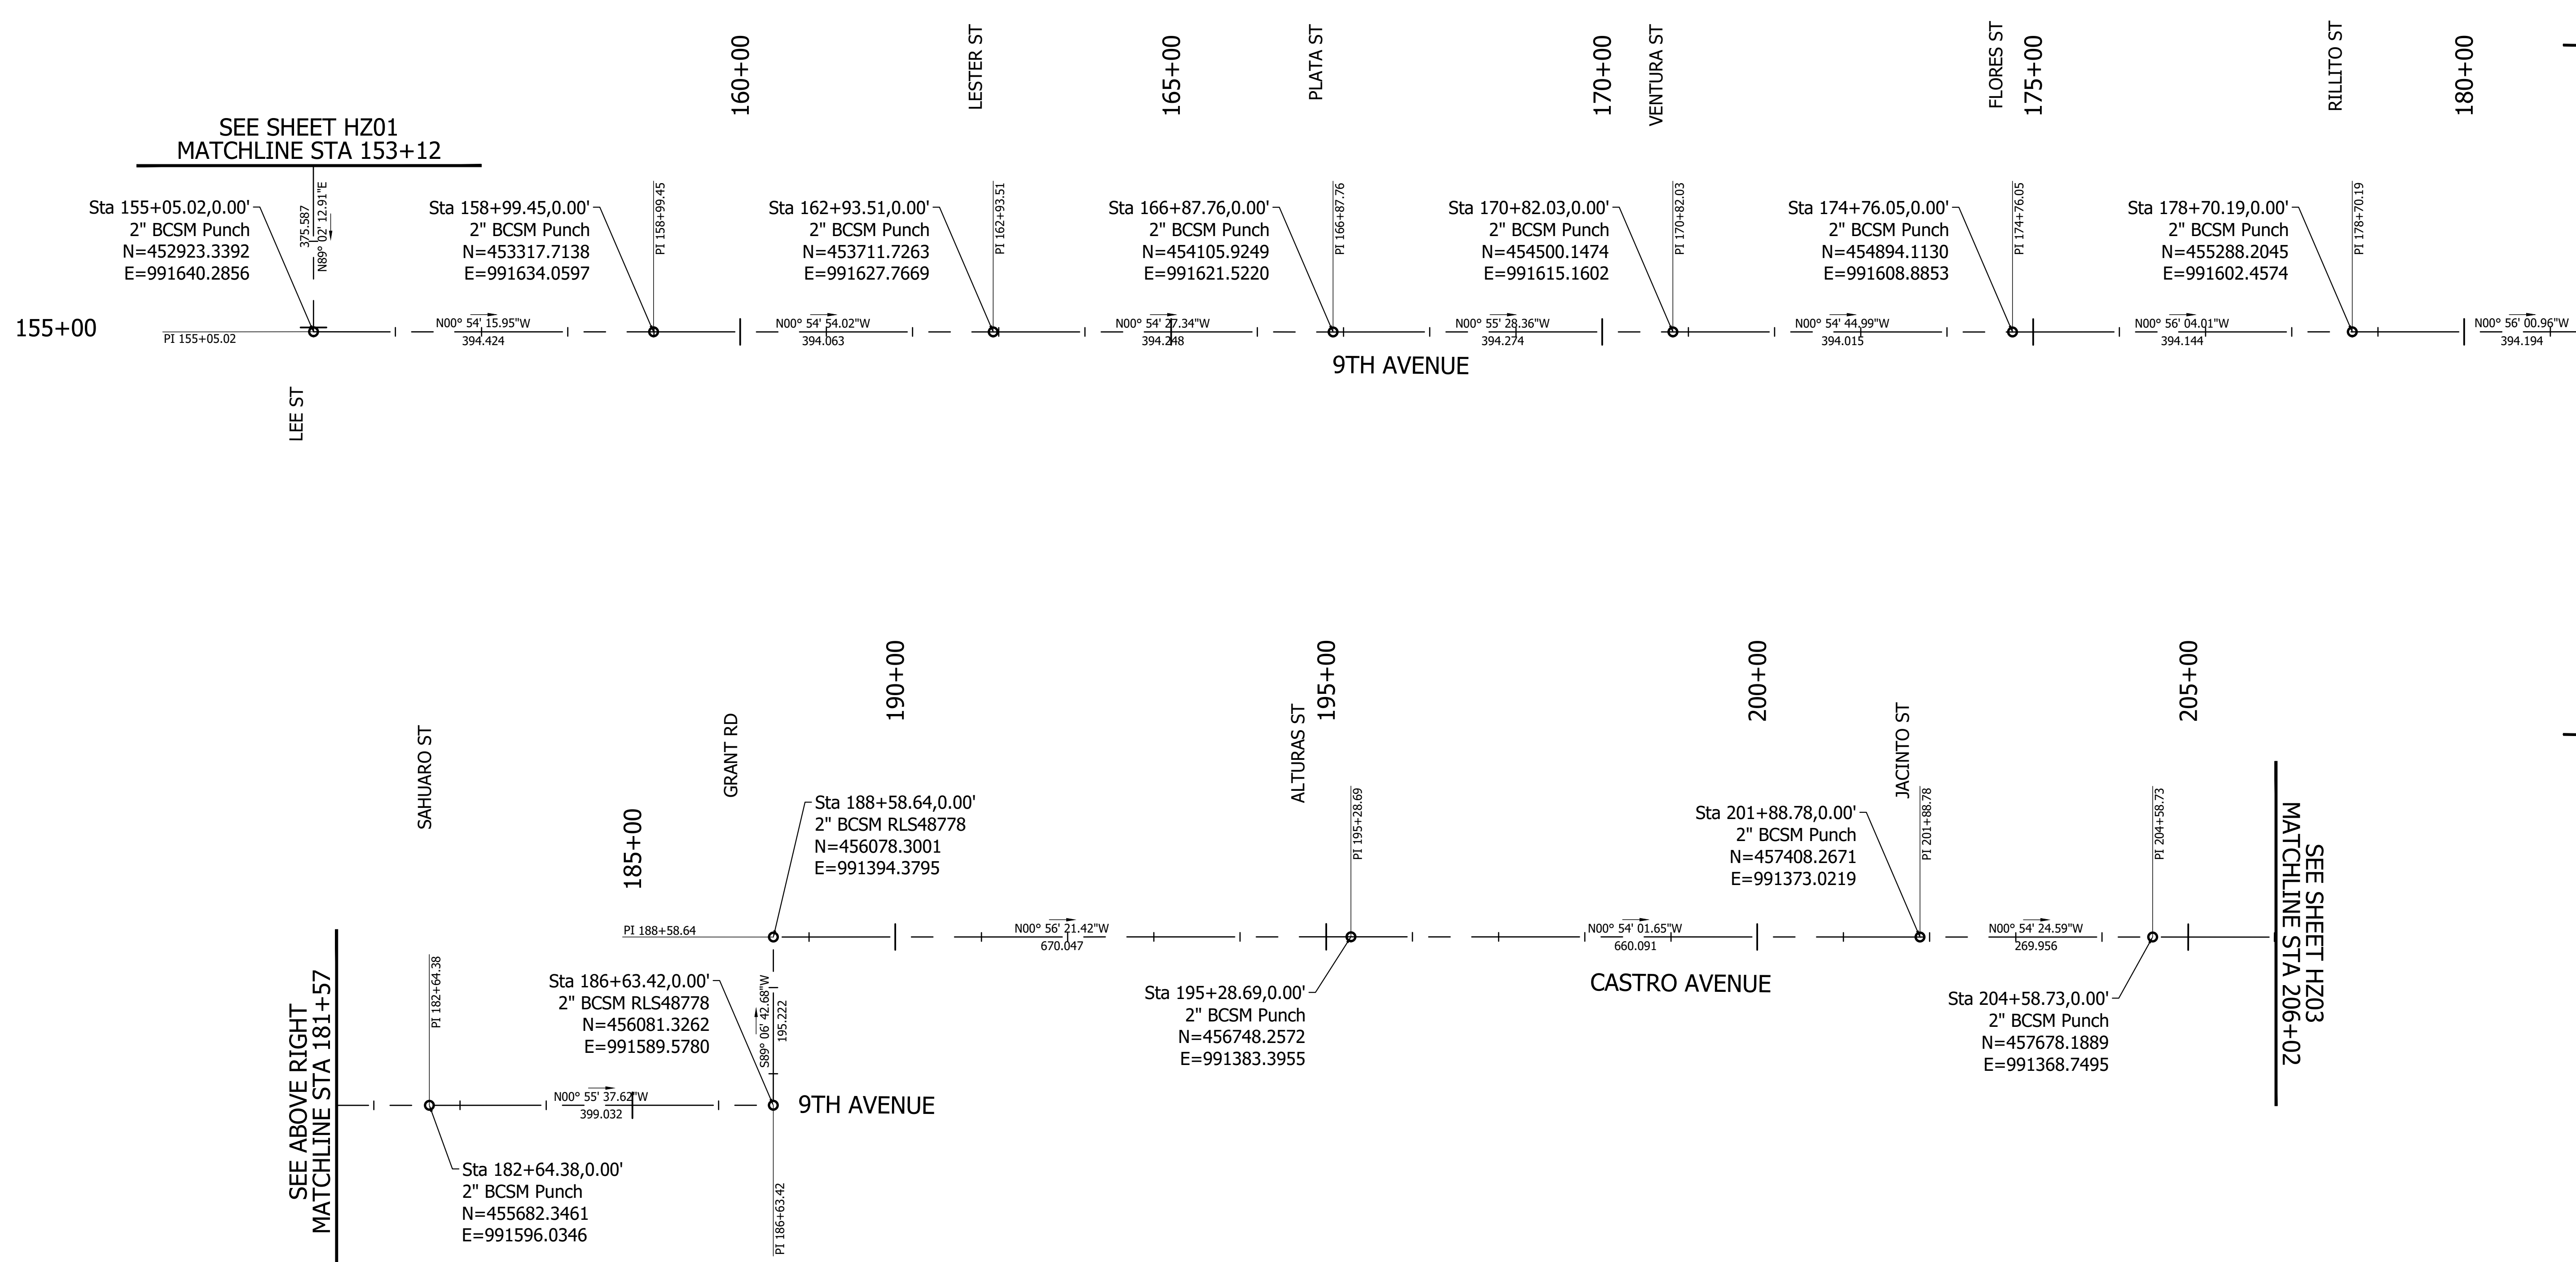 LESTER ST
PLATA ST
VENTURA ST
FLORES ST
RILLITO ST
160+00
165+00
170+00
175+00
180+00
SEE SHEET HZ01
MATCHLINE STA 153+12
375.587
N89° 02' 12.91"E
Sta 155+05.02,0.00'
2" BCSM Punch
N=452923.3392
E=991640.2856
Sta 158+99.45,0.00'
2" BCSM Punch
N=453317.7138
E=991634.0597
PI 158+99.45
Sta 162+93.51,0.00'
2" BCSM Punch
N=453711.7263
E=991627.7669
PI 162+93.51
Sta 166+87.76,0.00'
2" BCSM Punch
N=454105.9249
E=991621.5220
PI 166+87.76
Sta 170+82.03,0.00'
2" BCSM Punch
N=454500.1474
E=991615.1602
PI 170+82.03
Sta 174+76.05,0.00'
2" BCSM Punch
N=454894.1130
E=991608.8853
PI 174+76.05
Sta 178+70.19,0.00'
2" BCSM Punch
N=455288.2045
E=991602.4574
PI 178+70.19
155+00
PI 155+05.02
N00° 54' 15.95"W
394.424
N00° 54' 54.02"W
394.063
N00° 54' 27.34"W
394.248
N00° 55' 28.36"W
394.274
N00° 54' 44.99"W
394.015
N00° 56' 04.01"W
394.144
N00° 56' 00.96"W
394.194
9TH AVENUE
LEE ST
190+00
195+00
200+00
205+00
SAHUARO ST
GRANT RD
ALTURAS ST
JACINTO ST
185+00
Sta 188+58.64,0.00'
2" BCSM RLS48778
N=456078.3001
E=991394.3795
PI 195+28.69
Sta 201+88.78,0.00'
2" BCSM Punch
N=457408.2671
E=991373.0219
PI 201+88.78
PI 204+58.73
SEE SHEET HZ03
MATCHLINE STA 206+02
PI 188+58.64
N00° 56' 21.42"W
670.047
N00° 54' 01.65"W
660.091
N00° 54' 24.59"W
269.956
CASTRO AVENUE
SEE ABOVE RIGHT
MATCHLINE STA 181+57
PI 182+64.38
Sta 186+63.42,0.00'
2" BCSM RLS48778
N=456081.3262
E=991589.5780
S89° 06' 42.68"W
195.222
Sta 195+28.69,0.00'
2" BCSM Punch
N=456748.2572
E=991383.3955
Sta 204+58.73,0.00'
2" BCSM Punch
N=457678.1889
E=991368.7495
N00° 55' 37.62"W
399.032
9TH AVENUE
Sta 182+64.38,0.00'
2" BCSM Punch
N=455682.3461
E=991596.0346
PI 186+63.42